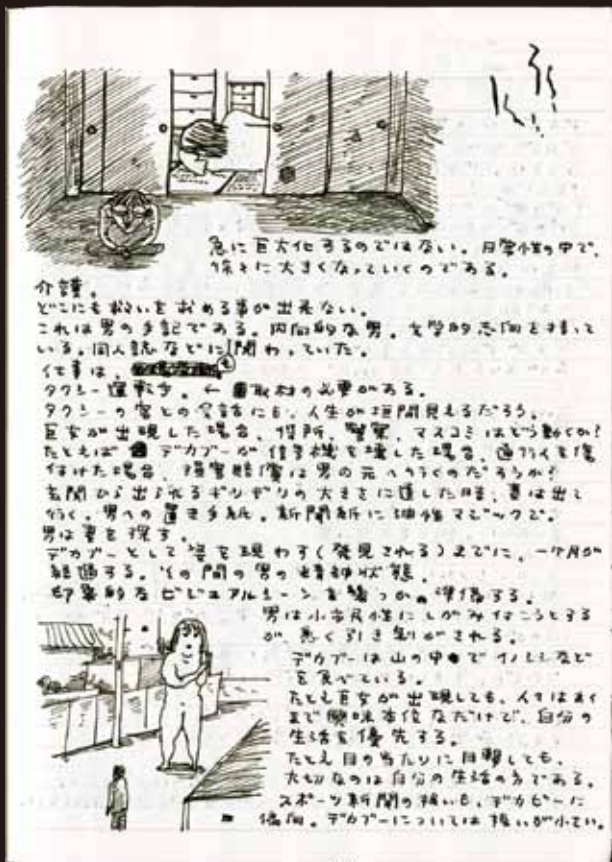 急に巨大化するのではない。日常性の中で、
徐々に大きくなっていくのである。
介護。
どこにも救いを求める事が出来ない。
これは男の手記である。内向的な男。文学的志向を持って
いる。同人誌などに関わっていた。
仕事は、
タクシー運転手。← 取材の必要がある。
タクシーの客との会話にも、人生が垣間見えるだろう。
巨女が出現した場合、役所、警察、マスコミはどう動くか?
たとえば デカブーが信号機を壊した場合、通行人を傷
付けた場合、損害賠償は男の元へ行くのだろうか?
玄関から出られるギリギリの大きさに達した時、妻は出て
行く。男への置き手紙。新聞紙に油性マジックで。
男は妻を探す。
デカブーとして姿を現わす(発見される)までに、一ヶ月が
経過する。その間の男の精神状態。
印象的なビジュアルシーンを幾つか準備する。
男は小市民性にしがみ付こうとする
が、悉く引き剝がされる。
デカブーは山の中でイノシシなど
を食べている。
たとえ巨女が出現しても、人々はあく
まで興味本位なだけで、自分の
生活を優先する。
たとえ目の当たりに目撃しても、
大切なのは自分の生活の方である。
スポーツ新聞の扱いも、デカビーに
偏向。デカブーについては扱いが小さい。